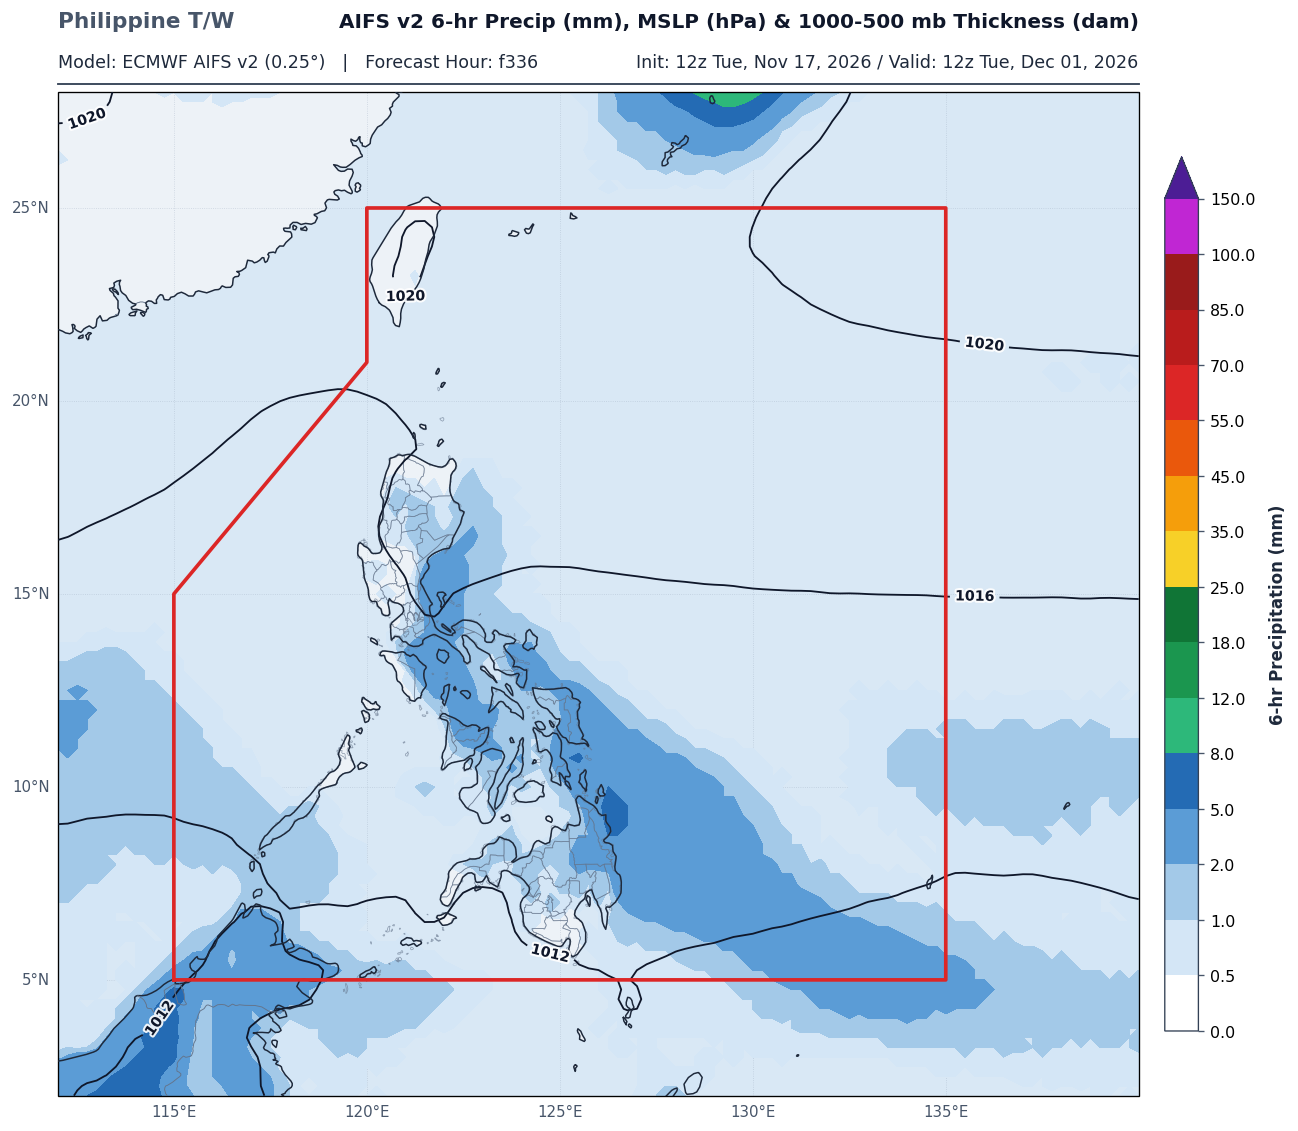 Philippine T/W
AIFS v2 6-hr Precip (mm), MSLP (hPa) & 1000-500 mb Thickness (dam)
Model: ECMWF AIFS v2 (0.25°) | Forecast Hour: f336
Init: 12z Tue, Nov 17, 2026 / Valid: 12z Tue, Dec 01, 2026
1020
1020
1020
1016
1012
1012
25°N
20°N
15°N
10°N
5°N
115°E
120°E
125°E
130°E
135°E
150.0
100.0
85.0
70.0
55.0
45.0
35.0
25.0
18.0
12.0
8.0
5.0
2.0
1.0
0.5
0.0
6-hr Precipitation (mm)